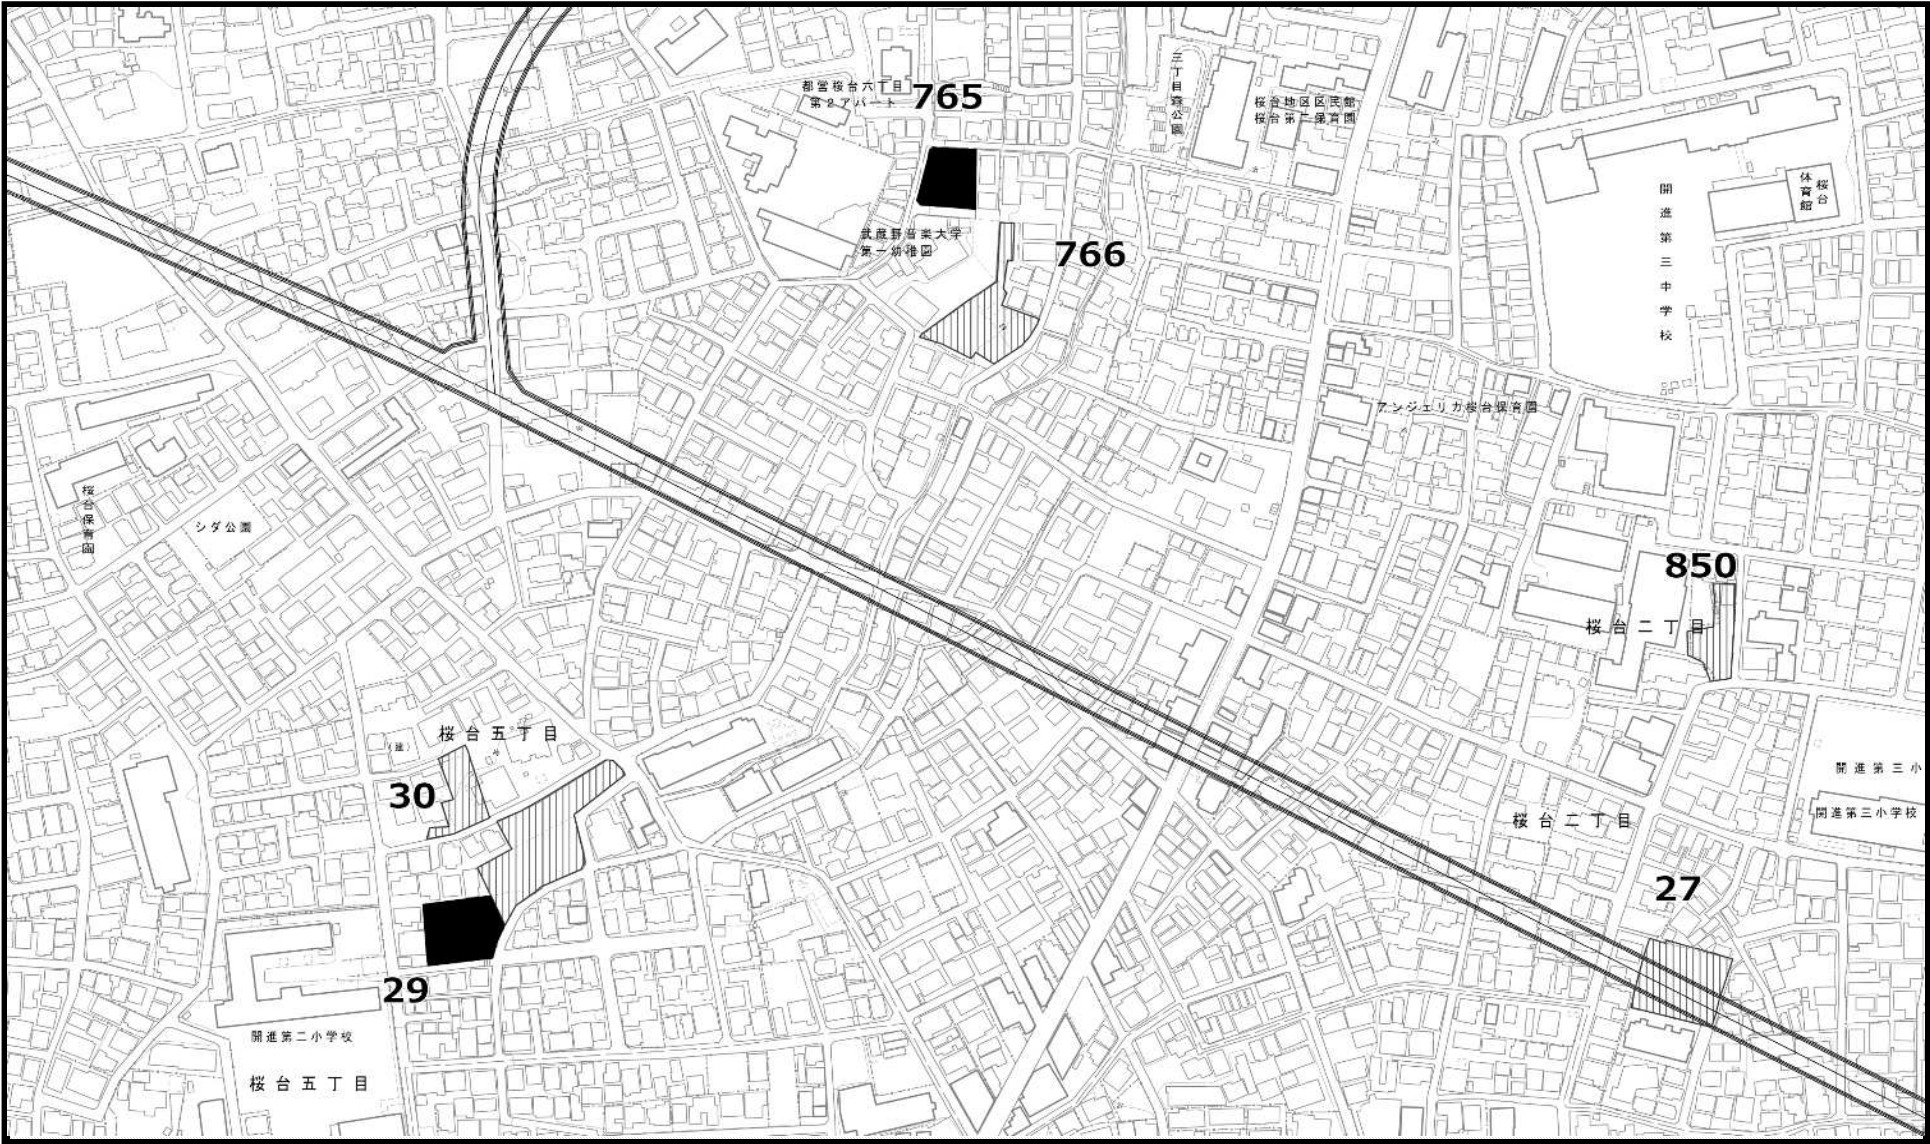 都営桜台六丁目
第2アパート
765
三丁目森公園
桜台地区区民館
桜台第二保育園
桜台
体育館
開進第三中学校
武蔵野音楽大学
第一幼稚園
766
アンジェリカ桜台保育園
桜台保育園
シダ公園
850
桜台二丁目
桜台五丁目
30
開進第三小
開進第三小学校
桜台二丁目
27
29
開進第二小学校
桜台五丁目